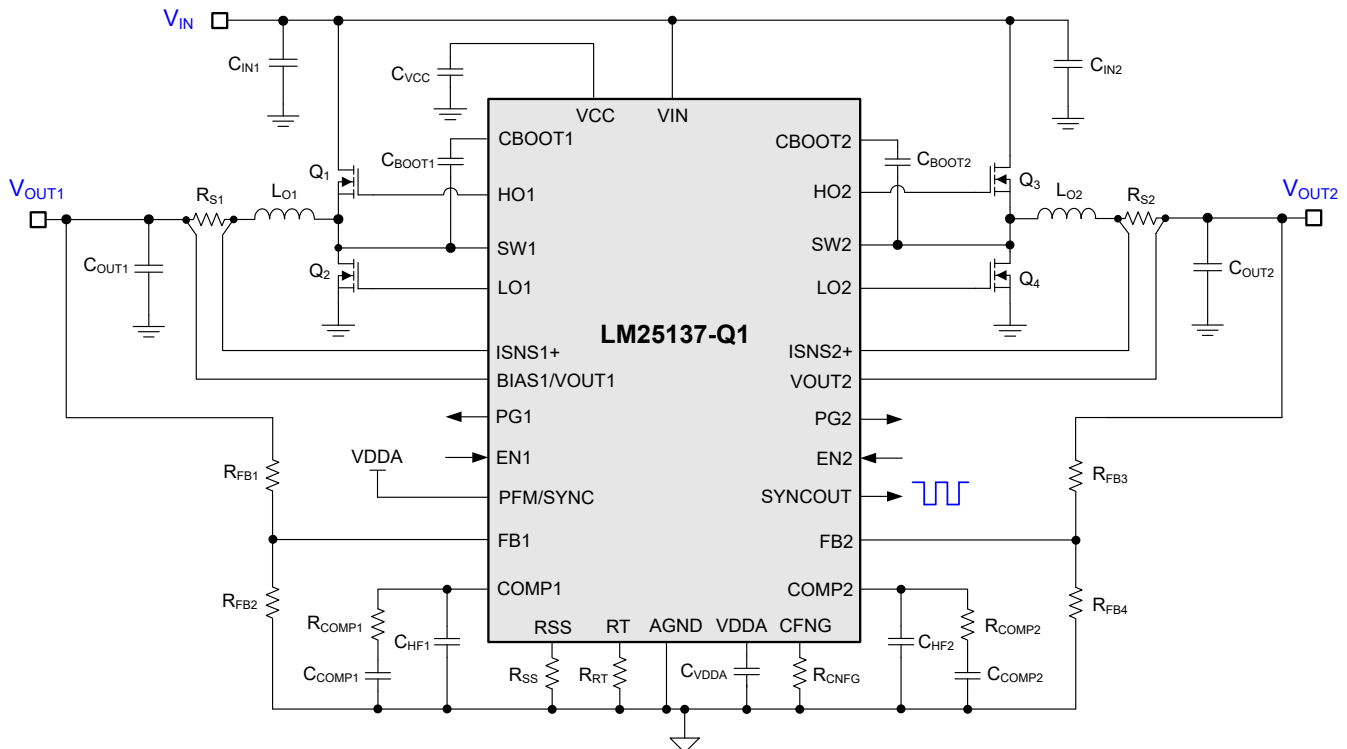 VIN
CIN1
CVCC
CIN2
VCC
VIN
CBOOT1
CBOOT2
CBOOT1
CBOOT2
Q1
HO1
HO2
Q3
VOUT1
RS1
LO1
LO2
RS2
VOUT2
SW1
SW2
COUT1
Q2
LO1
LO2
Q4
COUT2
LM25137-Q1
ISNS1+
ISNS2+
BIAS1/VOUT1
VOUT2
PG1
PG2
VDDA
EN1
EN2
RFB1
RFB3
PFM/SYNC
SYNCOUT
FB1
FB2
COMP1
COMP2
RFB2
RFB4
RCOMP1
RCOMP2
CHF1
CHF2
RSS
RT
AGND
VDDA
CFNG
CCOMP1
RSS
RRT
CVDDA
RCNFG
CCOMP2